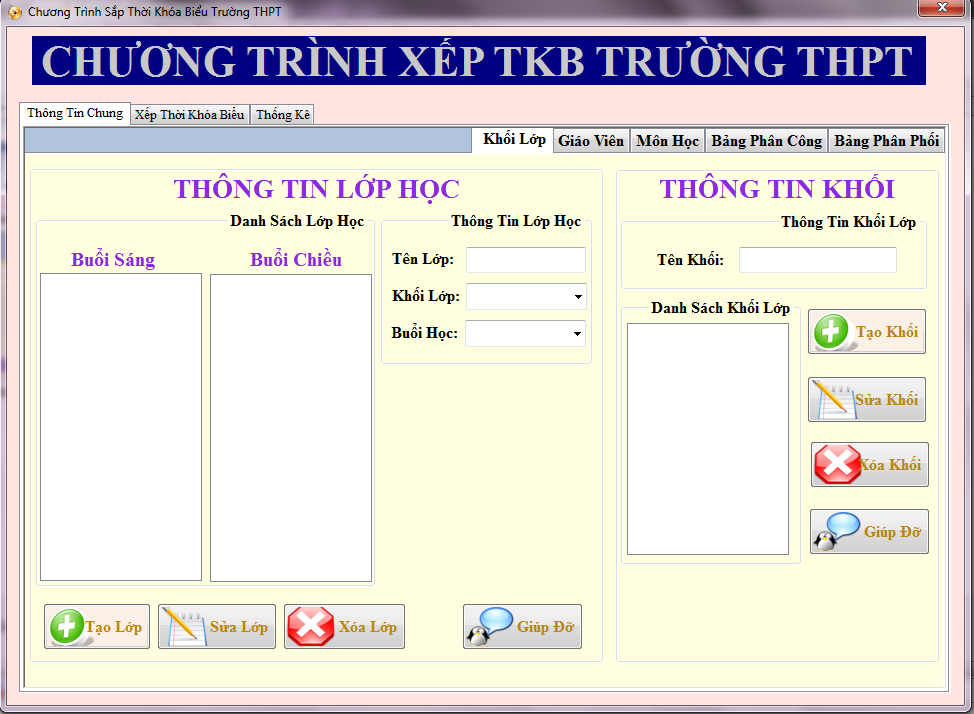 Chương Trình Sắp Thời Khóa Biểu Trường THPT
CHƯƠNG TRÌNH XẾP TKB TRƯỜNG THPT
Thông Tin Chung Xếp Thời Khóa Biểu Thống Kê
Khối Lớp Giáo Viên Môn Học Bảng Phân Công Bảng Phân Phối
THÔNG TIN LỚP HỌC
Danh Sách Lớp Học
Buổi Sáng Buổi Chiều
Thông Tin Lớp Học
Tên Lớp:
Khối Lớp:
Buổi Học:
Tạo Lớp Sửa Lớp Xóa Lớp Giúp Đỡ
THÔNG TIN KHỐI
Thông Tin Khối Lớp
Tên Khối:
Danh Sách Khối Lớp
Tạo Khối
Sửa Khối
Xóa Khối
Giúp Đỡ